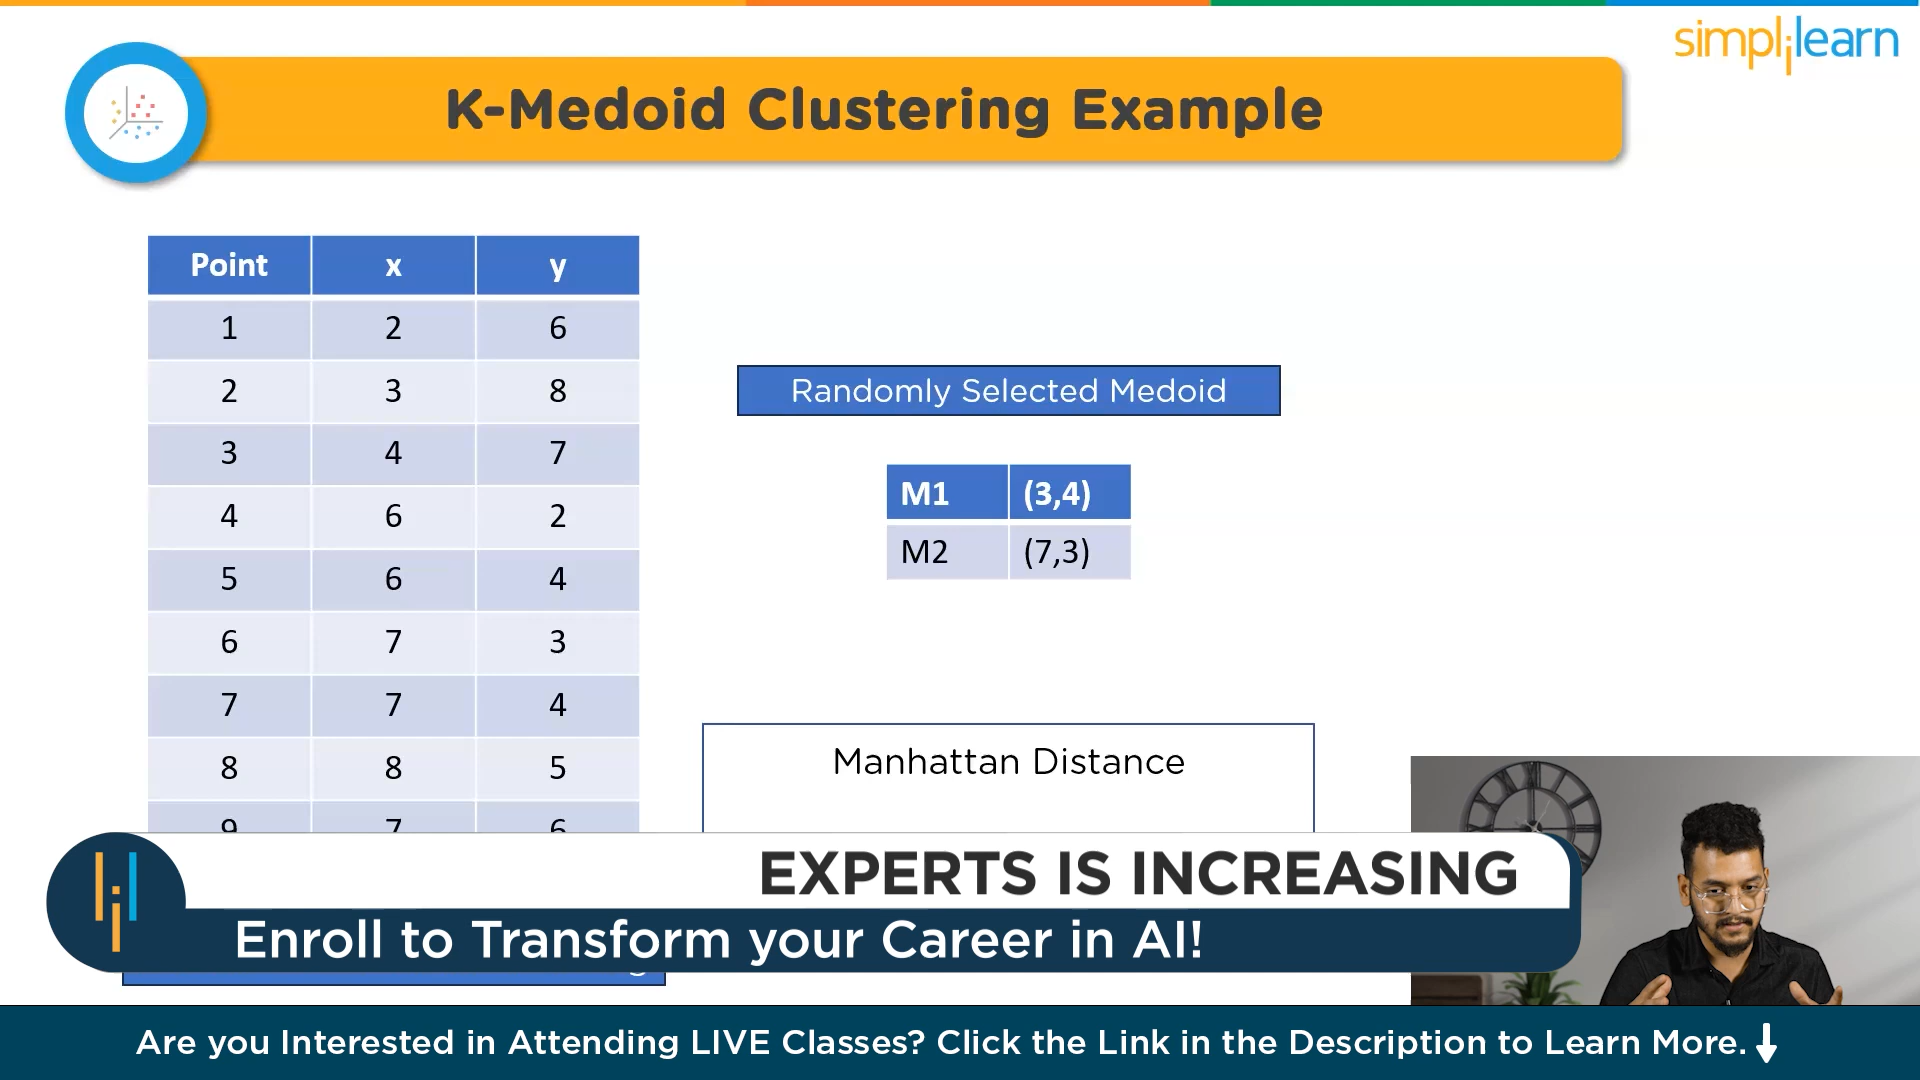 simplilearn
K-Medoid Clustering Example
Point x y
1 2 6
2 3 8
3 4 7
4 6 2
5 6 4
6 7 3
7 7 4
8 8 5
9 7 6
Randomly Selected Medoid
M1 (3,4)
M2 (7,3)
Manhattan Distance
EXPERTS IS INCREASING
Enroll to Transform your Career in AI!
Are you Interested in Attending LIVE Classes? Click the Link in the Description to Learn More.